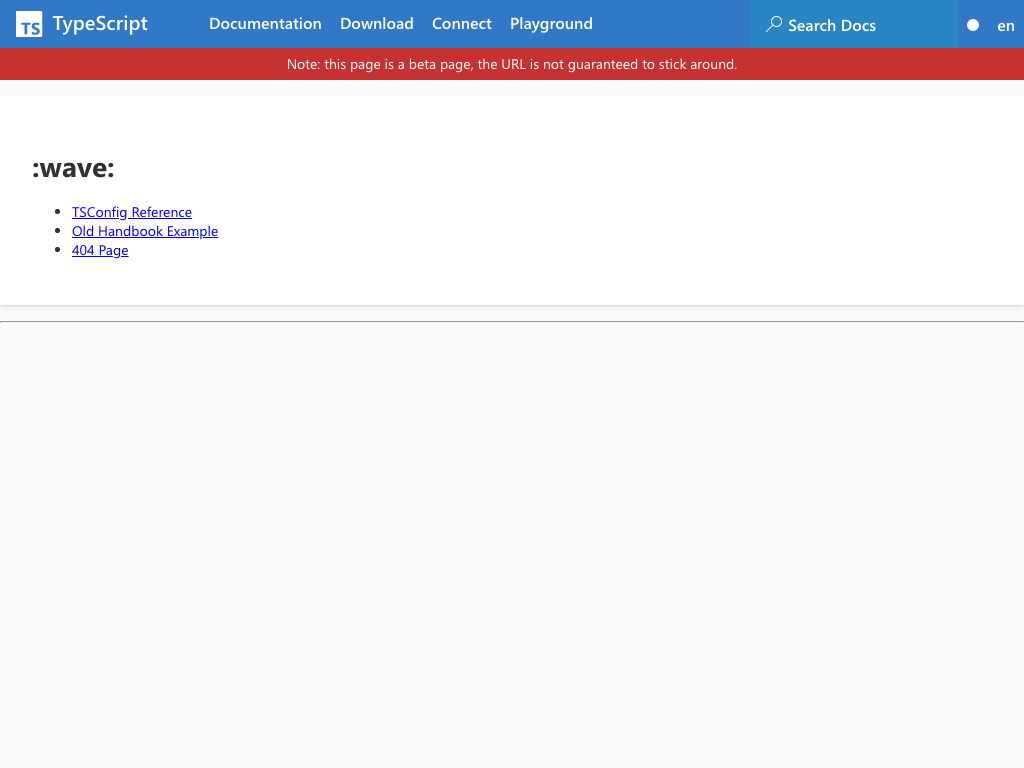 TS TypeScript Documentation Download Connect Playground Search Docs en
Note: this page is a beta page, the URL is not guaranteed to stick around.
:wave:
TSConfig Reference
Old Handbook Example
404 Page